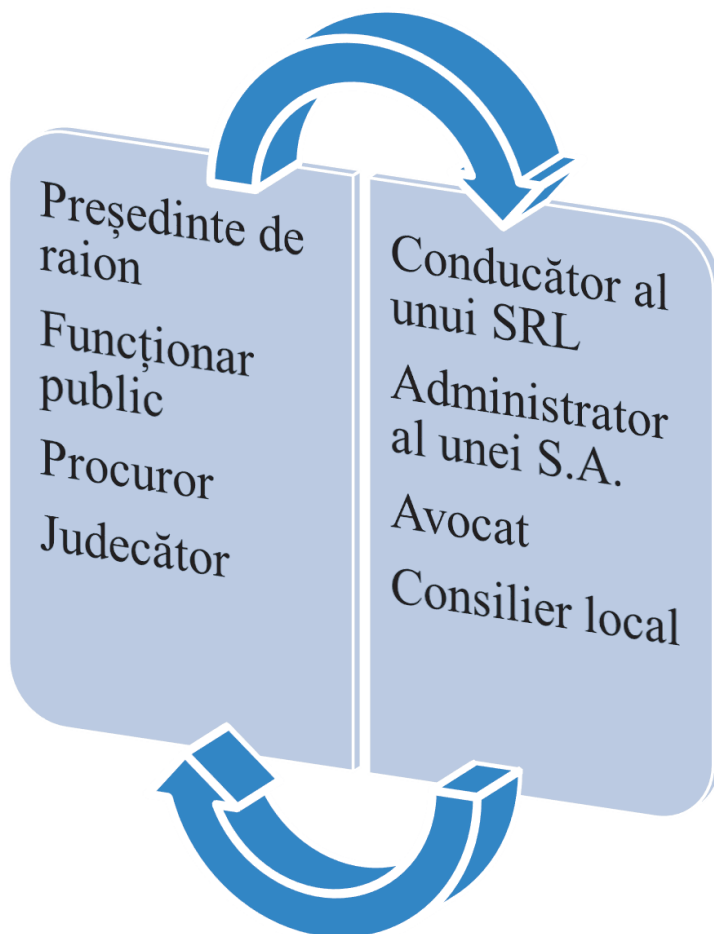 Președinte de
raion
Funcționar
public
Procuror
Judecător
Conducător al
unui SRL
Administrator
al unei S.A.
Avocat
Consilier local